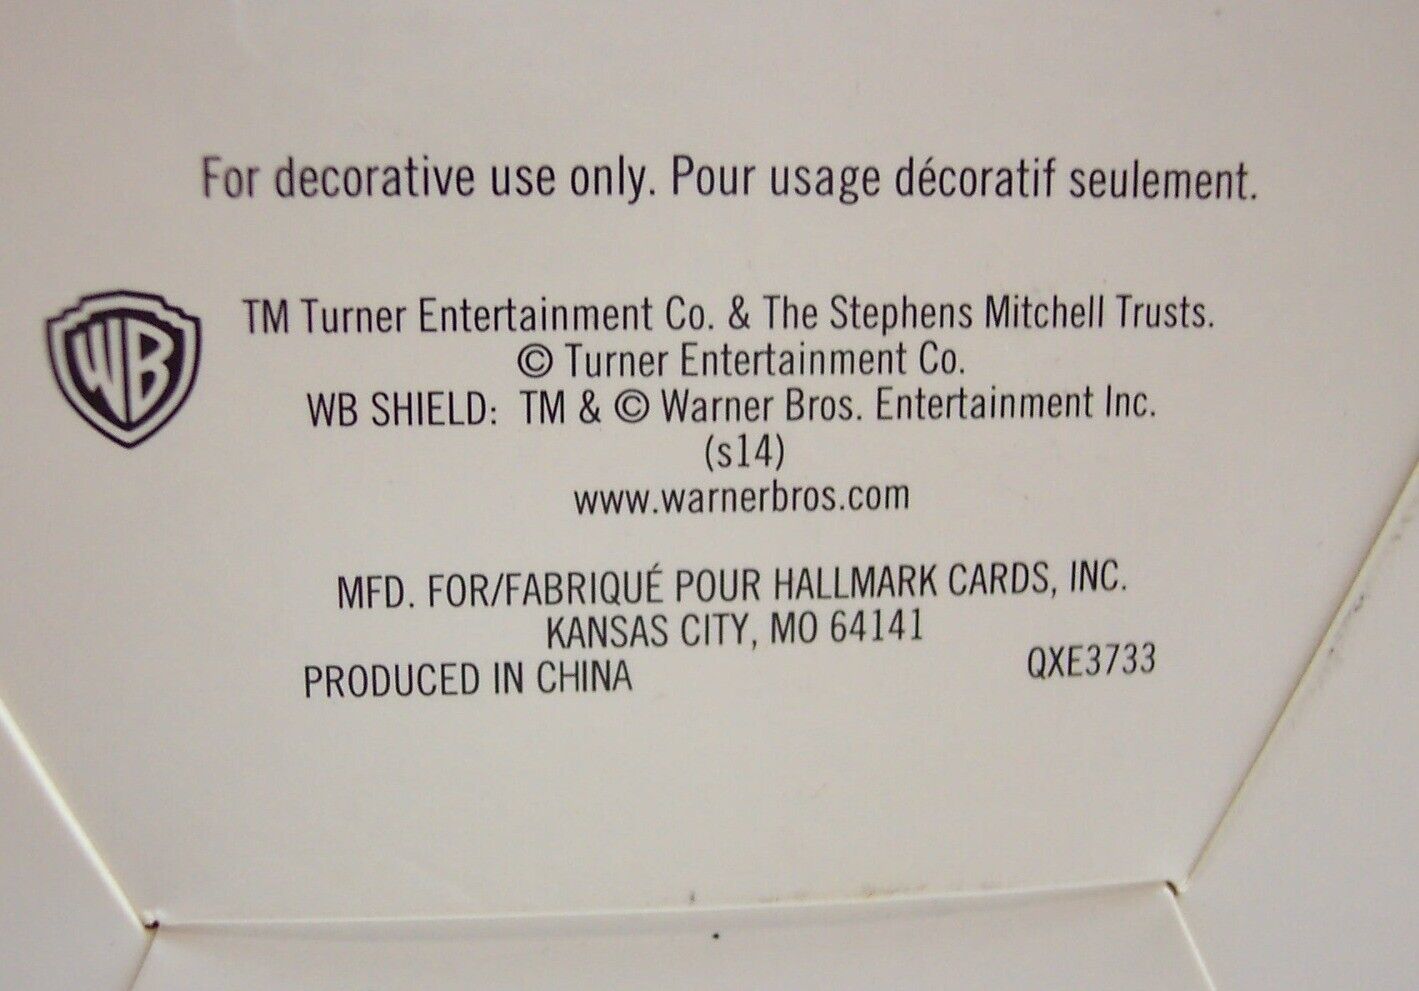 For decorative use only. Pour usage décoratif seulement.
WB
TM Turner Entertainment Co. & The Stephens Mitchell Trusts.
© Turner Entertainment Co.
WB SHIELD: TM & © Warner Bros. Entertainment Inc.
(s14)
www.warnerbros.com
MFD. FOR/FABRIQUÉ POUR HALLMARK CARDS, INC.
KANSAS CITY, MO 64141
PRODUCED IN CHINA QXE3733